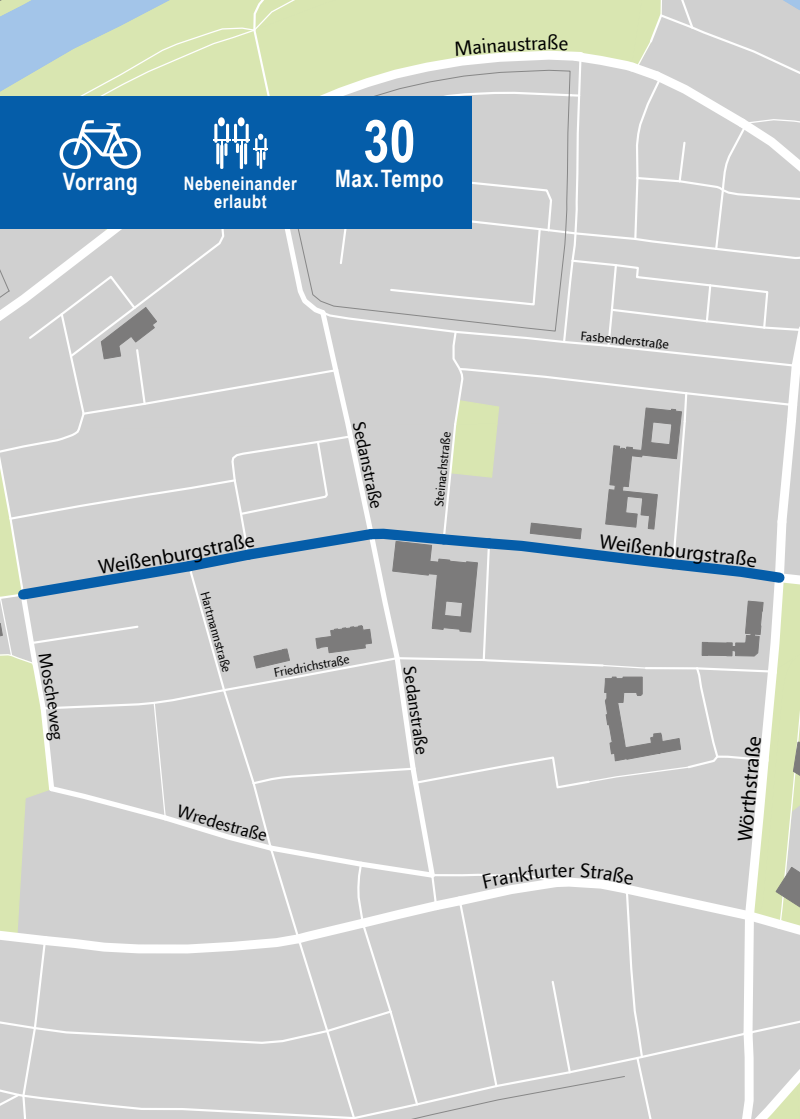 Mainaustraße
Vorrang
Nebeneinander
erlaubt
30
Max.Tempo
Fasbenderstraße
Sedanstraße
Steinachstraße
Weißenburgstraße
Weißenburgstraße
Hartmannstraße
Friedrichstraße
Moscheweg
Sedanstraße
Wörthstraße
Wredestraße
Frankfurter Straße